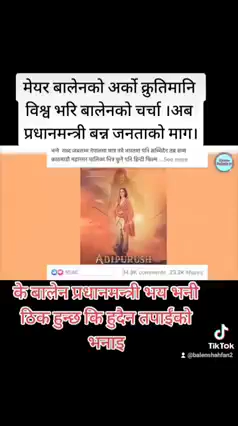 मेयर बालेनको अर्को क्रुतिमानि
विश्व भरि बालेनको चर्चा ।अब
प्रधानमन्त्री बन्न जनताको माग।
ADIPURUSH
के बालेन प्रधानमन्त्री भय भनी
ठिक हुन्छ कि हुदैन तपाईंको
भनाइ
TikTok
@balenshahfan2